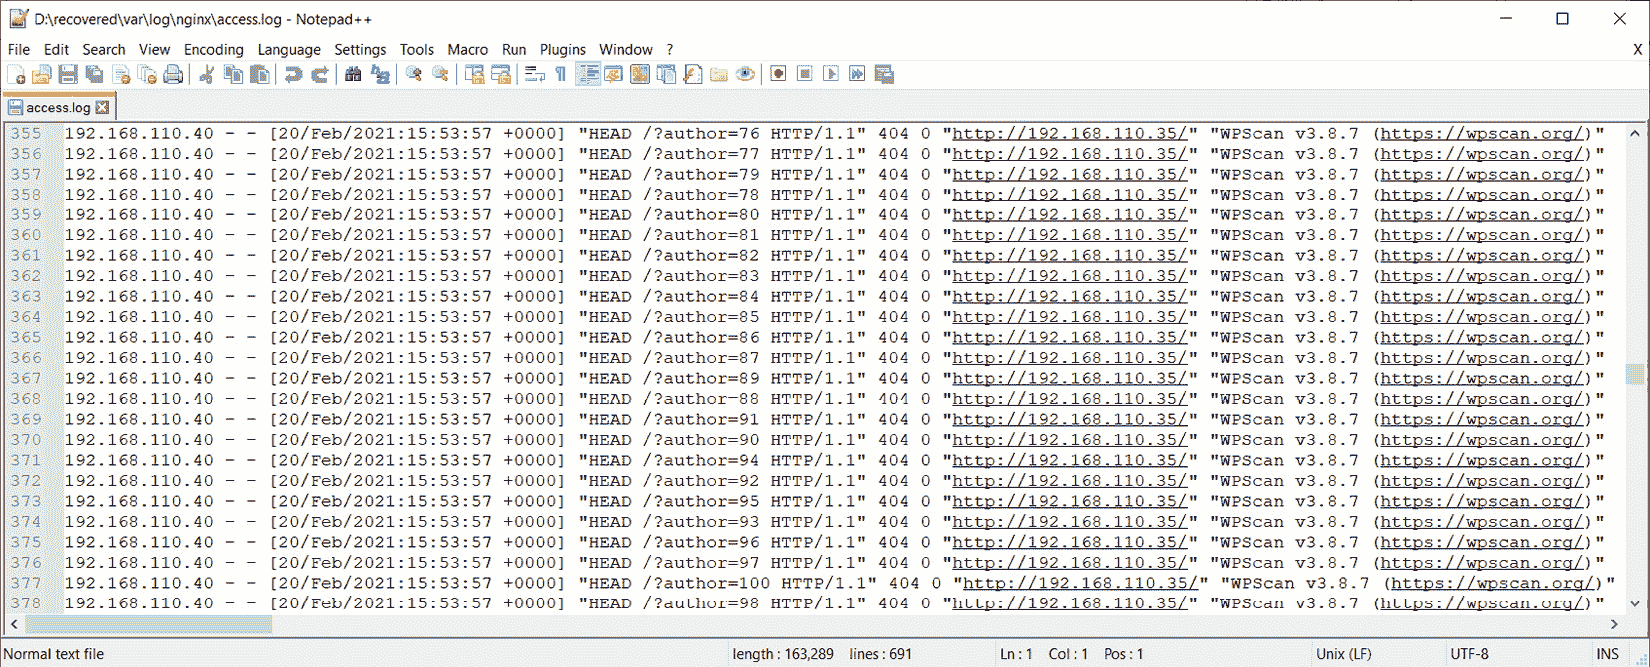 D:\recovered\var\log\nginx\access.log - Notepad++
File Edit Search View Encoding Language Settings Tools Macro Run Plugins Window ? X
access.log
355 192.168.110.40 - - [20/Feb/2021:15:53:57 +0000] "HEAD /?author=76 HTTP/1.1" 404 0 "http://192.168.110.35/" "WPScan v3.8.7 (https://wpscan.org/)"
356 192.168.110.40 - - [20/Feb/2021:15:53:57 +0000] "HEAD /?author=77 HTTP/1.1" 404 0 "http://192.168.110.35/" "WPScan v3.8.7 (https://wpscan.org/)"
357 192.168.110.40 - - [20/Feb/2021:15:53:57 +0000] "HEAD /?author=79 HTTP/1.1" 404 0 "http://192.168.110.35/" "WPScan v3.8.7 (https://wpscan.org/)"
358 192.168.110.40 - - [20/Feb/2021:15:53:57 +0000] "HEAD /?author=78 HTTP/1.1" 404 0 "http://192.168.110.35/" "WPScan v3.8.7 (https://wpscan.org/)"
359 192.168.110.40 - - [20/Feb/2021:15:53:57 +0000] "HEAD /?author=80 HTTP/1.1" 404 0 "http://192.168.110.35/" "WPScan v3.8.7 (https://wpscan.org/)"
360 192.168.110.40 - - [20/Feb/2021:15:53:57 +0000] "HEAD /?author=81 HTTP/1.1" 404 0 "http://192.168.110.35/" "WPScan v3.8.7 (https://wpscan.org/)"
361 192.168.110.40 - - [20/Feb/2021:15:53:57 +0000] "HEAD /?author=82 HTTP/1.1" 404 0 "http://192.168.110.35/" "WPScan v3.8.7 (https://wpscan.org/)"
362 192.168.110.40 - - [20/Feb/2021:15:53:57 +0000] "HEAD /?author=83 HTTP/1.1" 404 0 "http://192.168.110.35/" "WPScan v3.8.7 (https://wpscan.org/)"
363 192.168.110.40 - - [20/Feb/2021:15:53:57 +0000] "HEAD /?author=84 HTTP/1.1" 404 0 "http://192.168.110.35/" "WPScan v3.8.7 (https://wpscan.org/)"
364 192.168.110.40 - - [20/Feb/2021:15:53:57 +0000] "HEAD /?author=85 HTTP/1.1" 404 0 "http://192.168.110.35/" "WPScan v3.8.7 (https://wpscan.org/)"
365 192.168.110.40 - - [20/Feb/2021:15:53:57 +0000] "HEAD /?author=86 HTTP/1.1" 404 0 "http://192.168.110.35/" "WPScan v3.8.7 (https://wpscan.org/)"
366 192.168.110.40 - - [20/Feb/2021:15:53:57 +0000] "HEAD /?author=87 HTTP/1.1" 404 0 "http://192.168.110.35/" "WPScan v3.8.7 (https://wpscan.org/)"
367 192.168.110.40 - - [20/Feb/2021:15:53:57 +0000] "HEAD /?author=89 HTTP/1.1" 404 0 "http://192.168.110.35/" "WPScan v3.8.7 (https://wpscan.org/)"
368 192.168.110.40 - - [20/Feb/2021:15:53:57 +0000] "HEAD /?author=88 HTTP/1.1" 404 0 "http://192.168.110.35/" "WPScan v3.8.7 (https://wpscan.org/)"
369 192.168.110.40 - - [20/Feb/2021:15:53:57 +0000] "HEAD /?author=91 HTTP/1.1" 404 0 "http://192.168.110.35/" "WPScan v3.8.7 (https://wpscan.org/)"
370 192.168.110.40 - - [20/Feb/2021:15:53:57 +0000] "HEAD /?author=90 HTTP/1.1" 404 0 "http://192.168.110.35/" "WPScan v3.8.7 (https://wpscan.org/)"
371 192.168.110.40 - - [20/Feb/2021:15:53:57 +0000] "HEAD /?author=94 HTTP/1.1" 404 0 "http://192.168.110.35/" "WPScan v3.8.7 (https://wpscan.org/)"
372 192.168.110.40 - - [20/Feb/2021:15:53:57 +0000] "HEAD /?author=92 HTTP/1.1" 404 0 "http://192.168.110.35/" "WPScan v3.8.7 (https://wpscan.org/)"
373 192.168.110.40 - - [20/Feb/2021:15:53:57 +0000] "HEAD /?author=95 HTTP/1.1" 404 0 "http://192.168.110.35/" "WPScan v3.8.7 (https://wpscan.org/)"
374 192.168.110.40 - - [20/Feb/2021:15:53:57 +0000] "HEAD /?author=93 HTTP/1.1" 404 0 "http://192.168.110.35/" "WPScan v3.8.7 (https://wpscan.org/)"
375 192.168.110.40 - - [20/Feb/2021:15:53:57 +0000] "HEAD /?author=96 HTTP/1.1" 404 0 "http://192.168.110.35/" "WPScan v3.8.7 (https://wpscan.org/)"
376 192.168.110.40 - - [20/Feb/2021:15:53:57 +0000] "HEAD /?author=97 HTTP/1.1" 404 0 "http://192.168.110.35/" "WPScan v3.8.7 (https://wpscan.org/)"
377 192.168.110.40 - - [20/Feb/2021:15:53:57 +0000] "HEAD /?author=100 HTTP/1.1" 404 0 "http://192.168.110.35/" "WPScan v3.8.7 (https://wpscan.org/)"
378 192.168.110.40 - - [20/Feb/2021:15:53:57 +0000] "HEAD /?author=98 HTTP/1.1" 404 0 "http://192.168.110.35/" "WPScan v3.8.7 (https://wpscan.org/)"
Normal text file length : 163,289 lines : 691 Ln : 1 Col : 1 Pos : 1 Unix (LF) UTF-8 INS